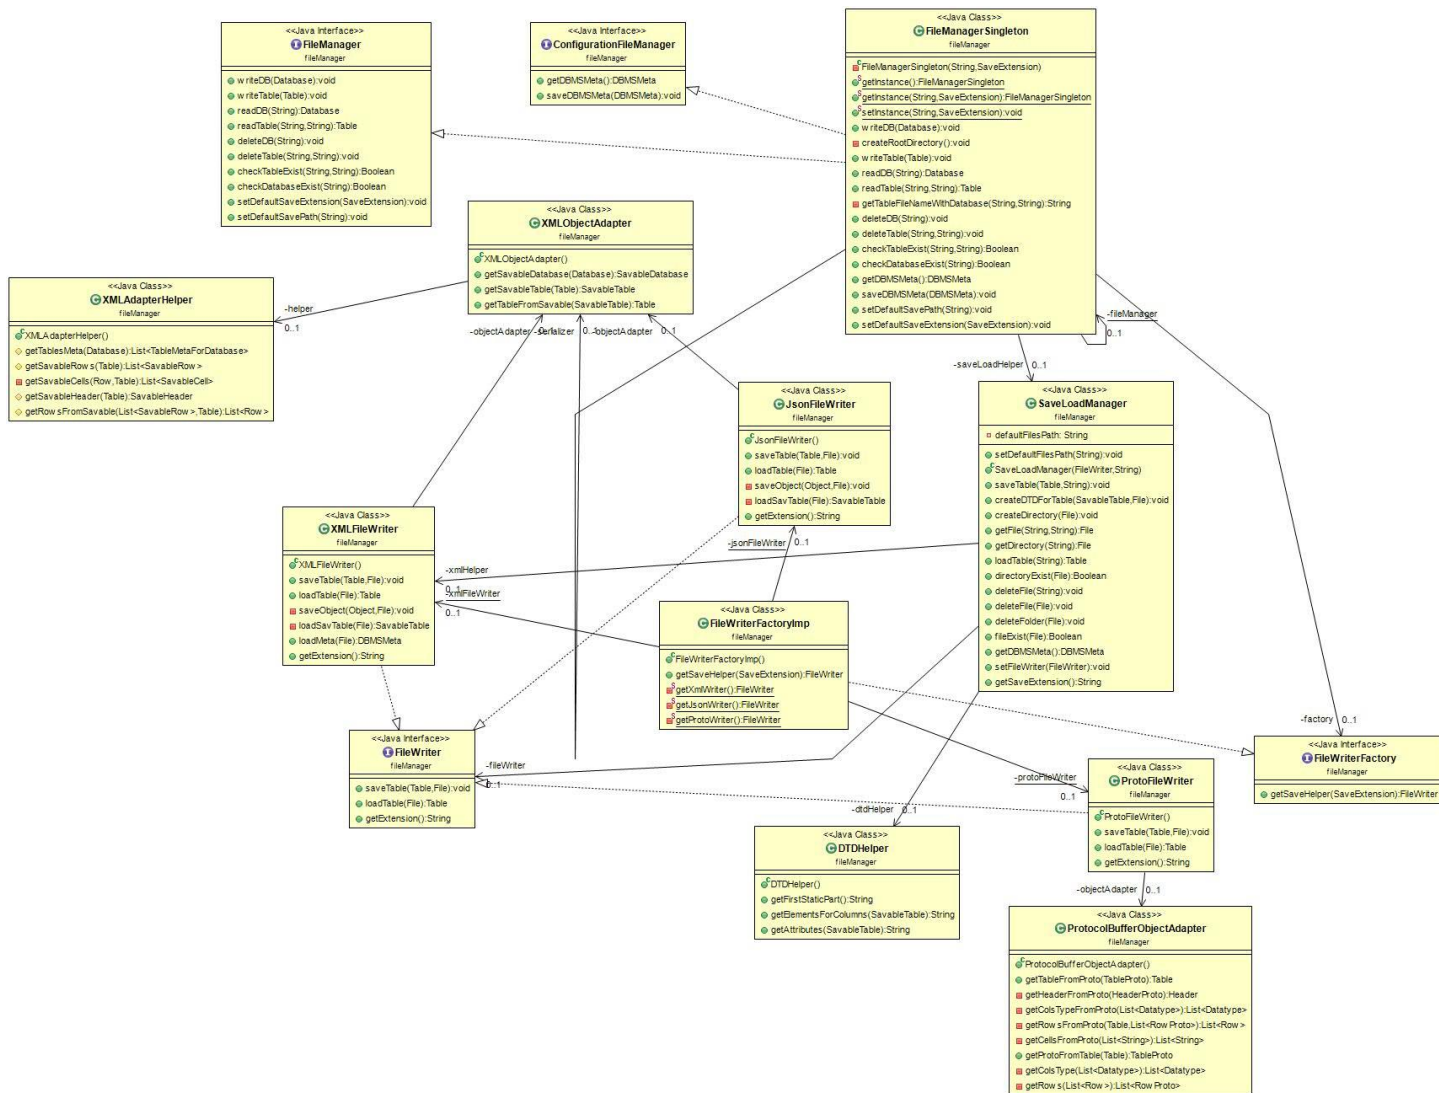 <<Java Interface>>
FileManager
fileManager
writeDB(Database):void
writeTable(Table):void
readDB(String):Database
readTable(String,String):Table
deleteDB(String):void
deleteTable(String,String):void
checkTableExist(String,String):Boolean
checkDatabaseExist(String):Boolean
setDefaultSaveExtension(SaveExtension):void
setDefaultSavePath(String):void
<<Java Interface>>
ConfigurationFileManager
fileManager
getDBMSMeta():DBMSMeta
saveDBMSMeta(DBMSMeta):void
<<Java Class>>
FileManagerSingleton
fileManager
FileManagerSingleton(String,SaveExtension)
getInstance():FileManagerSingleton
getInstance(String,SaveExtension):FileManagerSingleton
setInstance(String,SaveExtension):void
writeDB(Database):void
createRootDirectory():void
writeTable(Table):void
readDB(String):Database
readTable(String,String):Table
getTableFileNameWithDatabase(String,String):String
deleteDB(String):void
deleteTable(String,String):void
checkTableExist(String,String):Boolean
checkDatabaseExist(String):Boolean
getDBMSMeta():DBMSMeta
saveDBMSMeta(DBMSMeta):void
setDefaultSavePath(String):void
setDefaultSaveExtension(SaveExtension):void
<<Java Class>>
XMLObjectAdapter
fileManager
XMLObjectAdapter()
getSavableDatabase(Database):SavableDatabase
getSavableTable(Table):SavableTable
getTableFromSavable(SavableTable):Table
<<Java Class>>
XMLAdapterHelper
fileManager
XMLAdapterHelper()
getTablesMeta(Database):List<TableMetaForDatabase>
getSavableRows(Table):List<SavableRow>
getSavableCells(Row,Table):List<SavableCell>
getSavableHeader(Table):SavableHeader
getRowsFromSavable(List<SavableRow>,Table):List<Row>
-helper
0..1
-objectAdapter
0..1
-serializer
0..1
-objectAdapter
0..1
-fileManager
0..1
-saveLoadHelper
0..1
<<Java Class>>
JsonFileWriter
fileManager
JsonFileWriter()
saveTable(Table,File):void
loadTable(File):Table
saveObject(Object,File):void
loadSavTable(File):SavableTable
getExtension():String
<<Java Class>>
SaveLoadManager
fileManager
defaultFilesPath: String
setDefaultFilesPath(String):void
SaveLoadManager(FileWriter,String)
saveTable(Table,String):void
createDTDForTable(SavableTable,File):void
createDirectory(File):void
getFile(String,String):File
getDirectory(String):File
loadTable(String):Table
directoryExist(File):Boolean
deleteFile(String):void
deleteFile(File):void
deleteFolder(File):void
fileExist(File):Boolean
getDBMSMeta():DBMSMeta
setFileWriter(FileWriter):void
getSaveExtension():String
<<Java Class>>
XMLFileWriter
fileManager
XMLFileWriter()
saveTable(Table,File):void
loadTable(File):Table
saveObject(Object,File):void
loadSavTable(File):SavableTable
loadMeta(File):DBMSMeta
getExtension():String
-jsonFileWriter
0..1
-xmlHelper
0..1
-xmlFileWriter
0..1
<<Java Class>>
FileWriterFactoryImp
fileManager
FileWriterFactoryImp()
getSaveHelper(SaveExtension):FileWriter
getXmlWriter():FileWriter
getJsonWriter():FileWriter
getProtoWriter():FileWriter
-factory
0..1
<<Java Interface>>
FileWriterFactory
fileManager
getSaveHelper(SaveExtension):FileWriter
<<Java Interface>>
FileWriter
fileManager
saveTable(Table,File):void
loadTable(File):Table
getExtension():String
-fileWriter
0..1
-protoFileWriter
0..1
<<Java Class>>
ProtoFileWriter
fileManager
ProtoFileWriter()
saveTable(Table,File):void
loadTable(File):Table
getExtension():String
-dtdHelper
0..1
<<Java Class>>
DTDHelper
fileManager
DTDHelper()
getFirstStaticPart():String
getElementsForColumns(SavableTable):String
getAttributes(SavableTable):String
-objectAdapter
0..1
<<Java Class>>
ProtocolBufferObjectAdapter
fileManager
ProtocolBufferObjectAdapter()
getTableFromProto(TableProto):Table
getHeaderFromProto(HeaderProto):Header
getColsTypeFromProto(List<Datatype>):List<Datatype>
getRowsFromProto(Table,List<RowProto>):List<Row>
getCellsFromProto(List<String>):List<String>
getProtoFromTable(Table):TableProto
getColsType(List<Datatype>):List<Datatype>
getRows(List<Row>):List<RowProto>